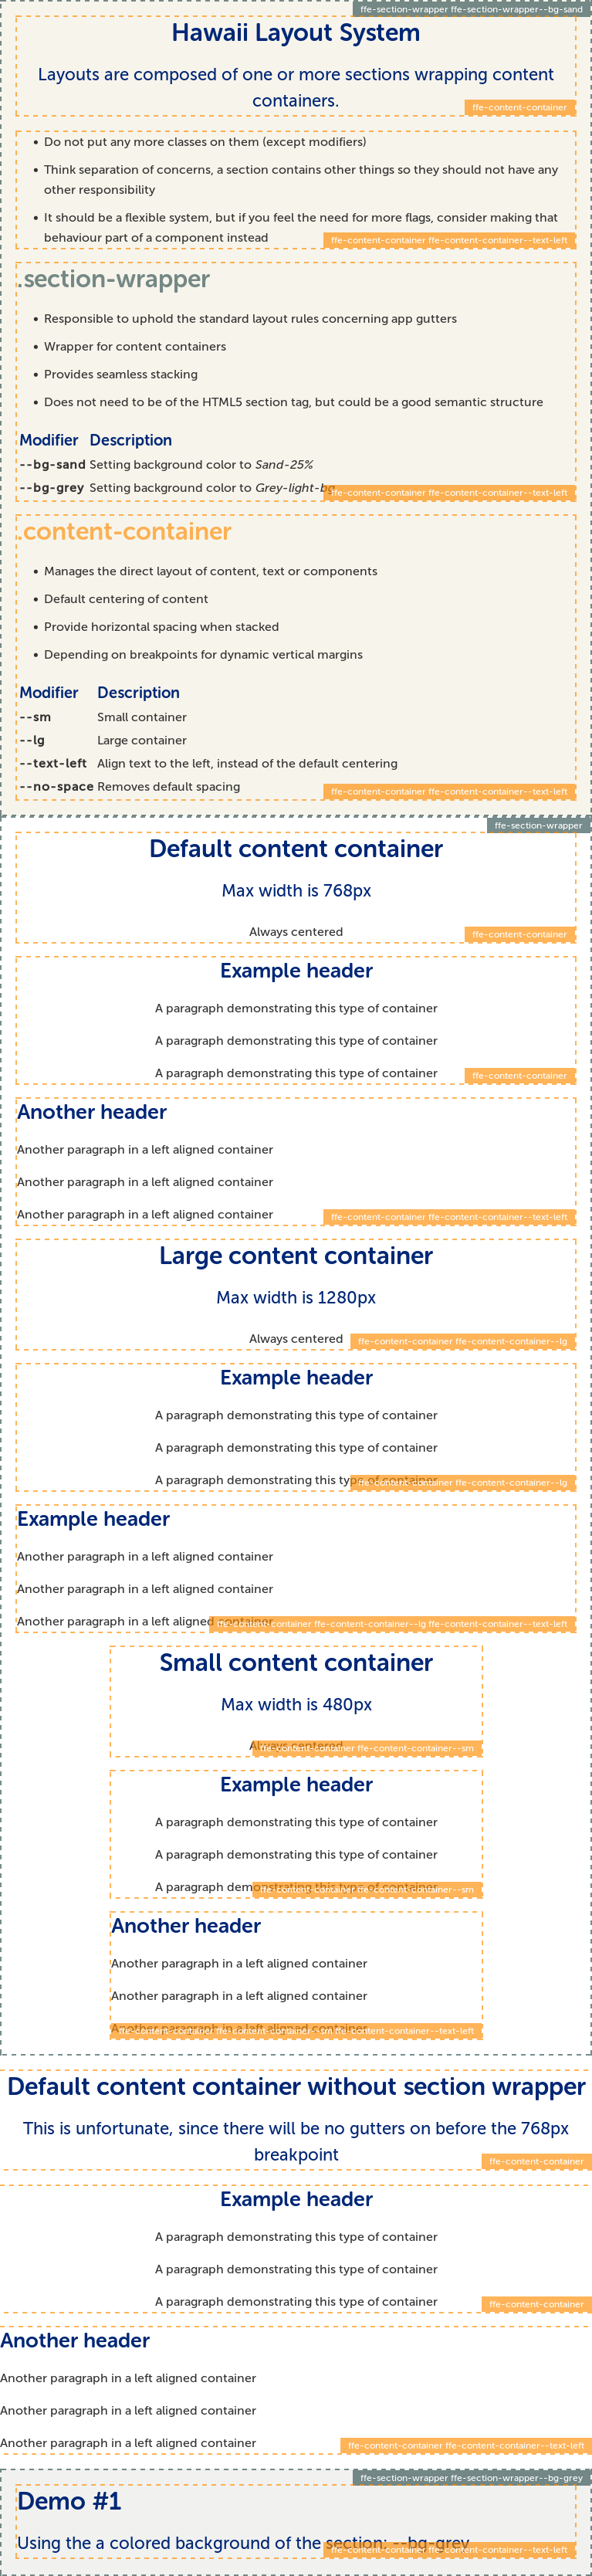 ffe-section-wrapper ffe-section-wrapper--bg-sand
Hawaii Layout System
Layouts are composed of one or more sections wrapping content
containers.
ffe-content-container
• Do not put any more classes on them (except modifiers)
• Think separation of concerns, a section contains other things so they should not have any
other responsibility
• It should be a flexible system, but if you feel the need for more flags, consider making that
behaviour part of a component instead
ffe-content-container ffe-content-container--text-left
.section-wrapper
• Responsible to uphold the standard layout rules concerning app gutters
• Wrapper for content containers
• Provides seamless stacking
• Does not need to be of the HTML5 section tag, but could be a good semantic structure
Modifier Description
--bg-sand Setting background color to Sand-25%
--bg-grey Setting background color to Grey-light-bg
ffe-content-container ffe-content-container--text-left
.content-container
• Manages the direct layout of content, text or components
• Default centering of content
• Provide horizontal spacing when stacked
• Depending on breakpoints for dynamic vertical margins
Modifier Description
--sm Small container
--lg Large container
--text-left Align text to the left, instead of the default centering
--no-space Removes default spacing
ffe-content-container ffe-content-container--text-left
ffe-section-wrapper
Default content container
Max width is 768px
Always centered
ffe-content-container
Example header
A paragraph demonstrating this type of container
A paragraph demonstrating this type of container
A paragraph demonstrating this type of container
ffe-content-container
Another header
Another paragraph in a left aligned container
Another paragraph in a left aligned container
Another paragraph in a left aligned container
ffe-content-container ffe-content-container--text-left
Large content container
Max width is 1280px
Always centered
ffe-content-container ffe-content-container--lg
Example header
A paragraph demonstrating this type of container
A paragraph demonstrating this type of container
A paragraph demonstrating this type of container
ffe-content-container ffe-content-container--lg
Example header
Another paragraph in a left aligned container
Another paragraph in a left aligned container
Another paragraph in a left aligned container
ffe-content-container ffe-content-container--lg ffe-content-container--text-left
Small content container
Max width is 480px
Always centered
ffe-content-container ffe-content-container--sm
Example header
A paragraph demonstrating this type of container
A paragraph demonstrating this type of container
A paragraph demonstrating this type of container
ffe-content-container ffe-content-container--sm
Another header
Another paragraph in a left aligned container
Another paragraph in a left aligned container
Another paragraph in a left aligned container
ffe-content-container ffe-content-container--sm ffe-content-container--text-left
Default content container without section wrapper
This is unfortunate, since there will be no gutters on before the 768px
breakpoint
ffe-content-container
Example header
A paragraph demonstrating this type of container
A paragraph demonstrating this type of container
A paragraph demonstrating this type of container
ffe-content-container
Another header
Another paragraph in a left aligned container
Another paragraph in a left aligned container
Another paragraph in a left aligned container
ffe-content-container ffe-content-container--text-left
ffe-section-wrapper ffe-section-wrapper--bg-grey
Demo #1
Using the a colored background of the section: --bg-grey
ffe-content-container ffe-content-container--text-left